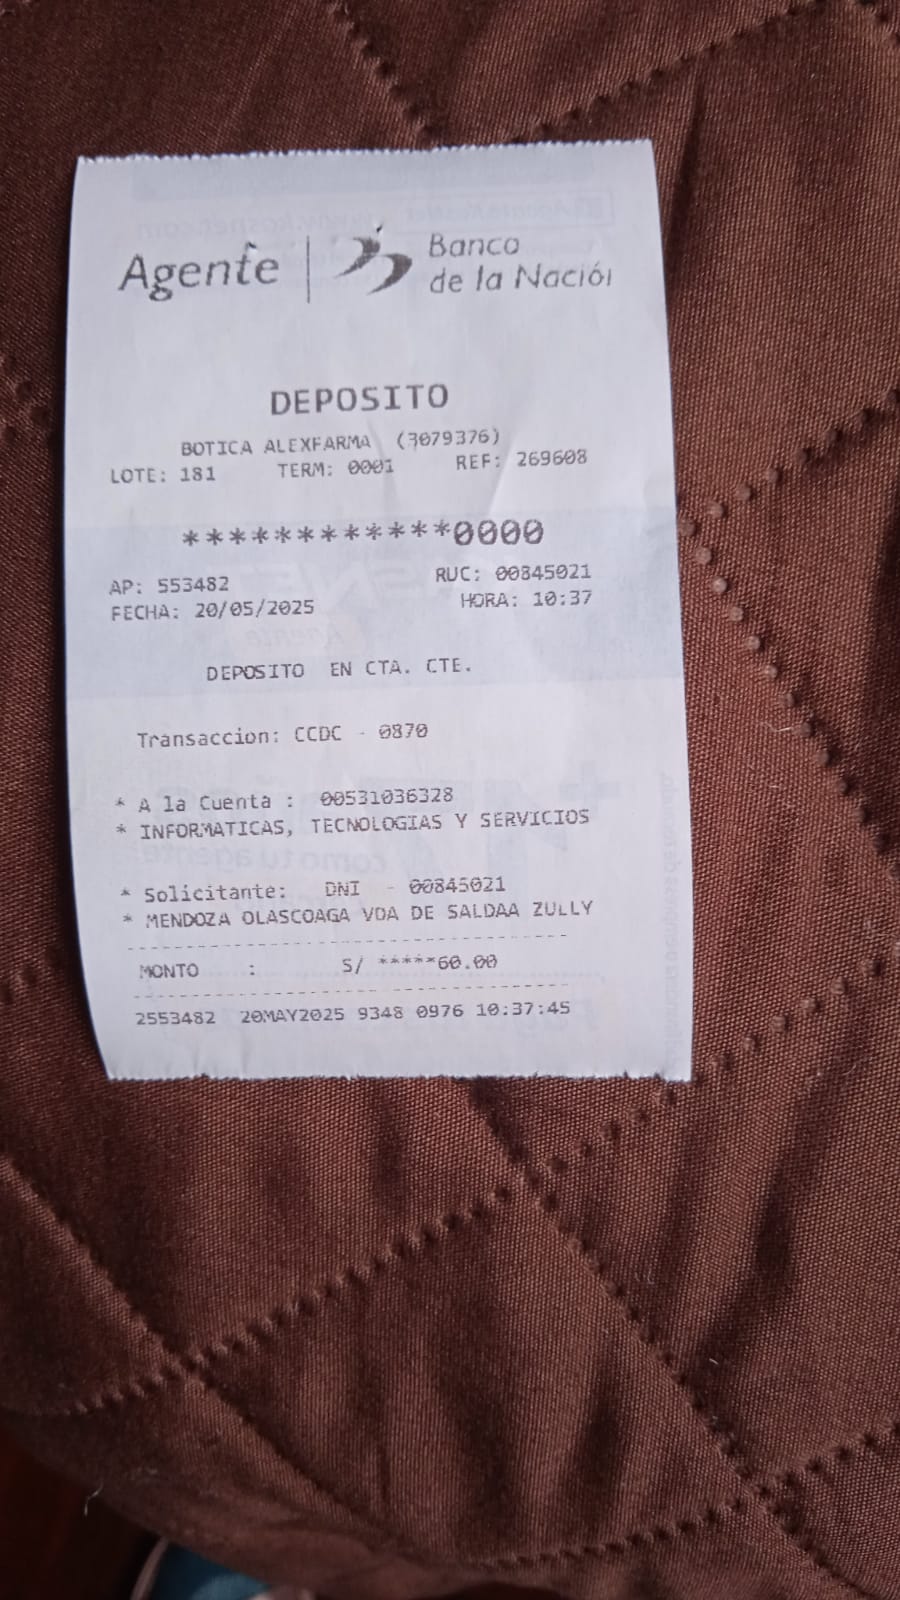 Agente | Banco
de la Nación
DEPOSITO
BOTICA ALEXFARMA (3079376)
LOTE: 181 TERM: 0001 REF: 269608
************0000
AP: 553482 RUC: 00845021
FECHA: 20/05/2025 HORA: 10:37
DEPOSITO EN CTA. CTE.
Transaccion: CCDC - 0870
* A la Cuenta : 00531036328
* INFORMATICAS, TECNOLOGIAS Y SERVICIOS
* Solicitante: DNI - 00845021
* MENDOZA OLASCOAGA VDA DE SALDAA ZULLY
MONTO : S/ *****60.00
2553482 20MAY2025 9348 0976 10:37:45